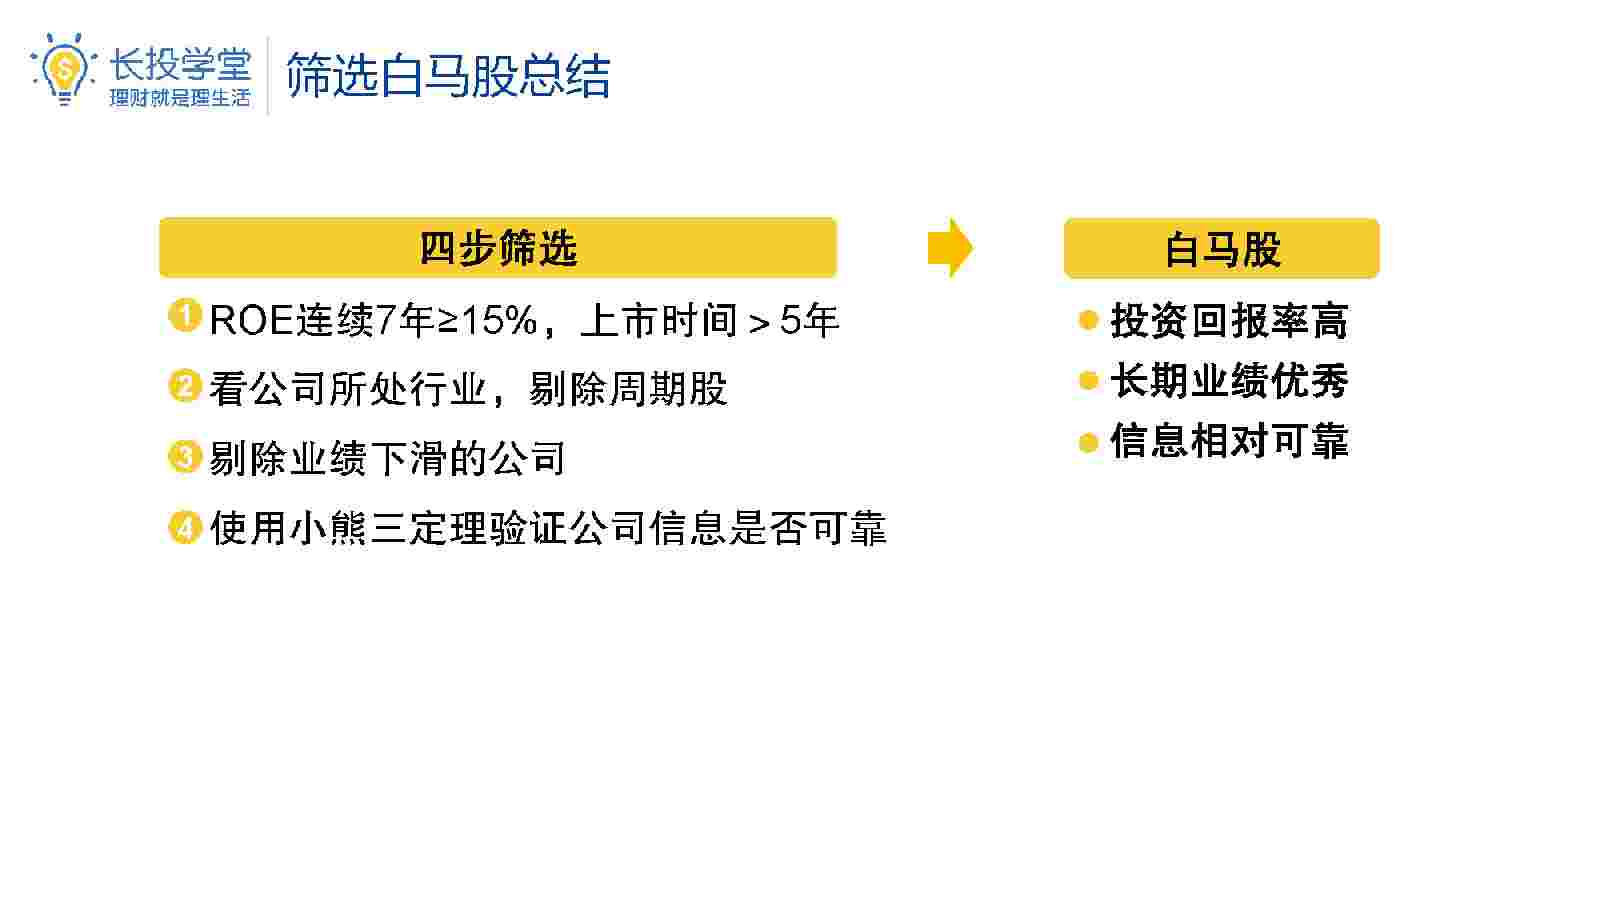 长投学堂
理财就是理生活
筛选白马股总结
四步筛选
1 ROE连续7年≥15%，上市时间＞5年
2 看公司所处行业，剔除周期股
3 剔除业绩下滑的公司
4 使用小熊三定理验证公司信息是否可靠
白马股
投资回报率高
长期业绩优秀
信息相对可靠